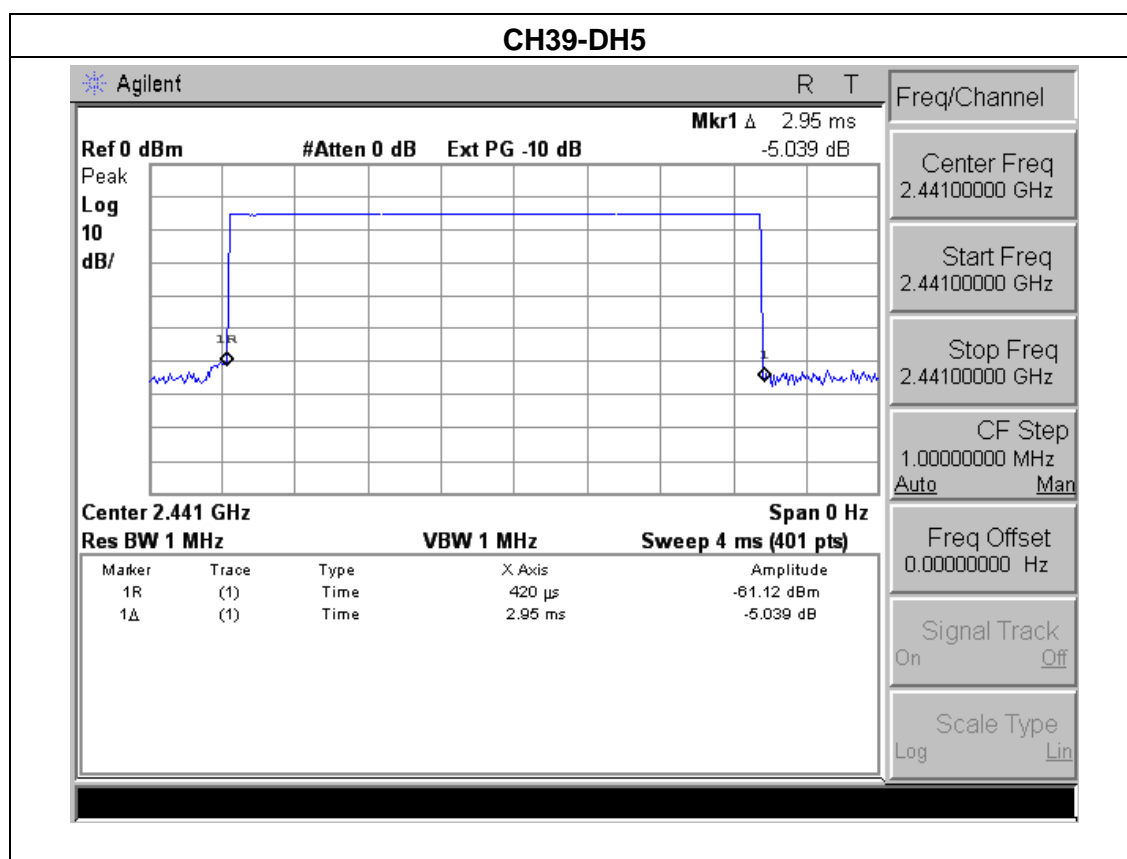 CH39-DH5
Agilent R T
Mkr1 Δ 2.95 ms
Ref 0 dBm #Atten 0 dB Ext PG -10 dB -5.039 dB
Peak
Log
10
dB/
1R
1
Center 2.441 GHz Span 0 Hz
Res BW 1 MHz VBW 1 MHz Sweep 4 ms (401 pts)
Marker Trace Type X Axis Amplitude
1R (1) Time 420 µs -61.12 dBm
1Δ (1) Time 2.95 ms -5.039 dB
Freq/Channel
Center Freq
2.44100000 GHz
Start Freq
2.44100000 GHz
Stop Freq
2.44100000 GHz
CF Step
1.00000000 MHz
Auto Man
Freq Offset
0.00000000 Hz
Signal Track
On Off
Scale Type
Log Lin